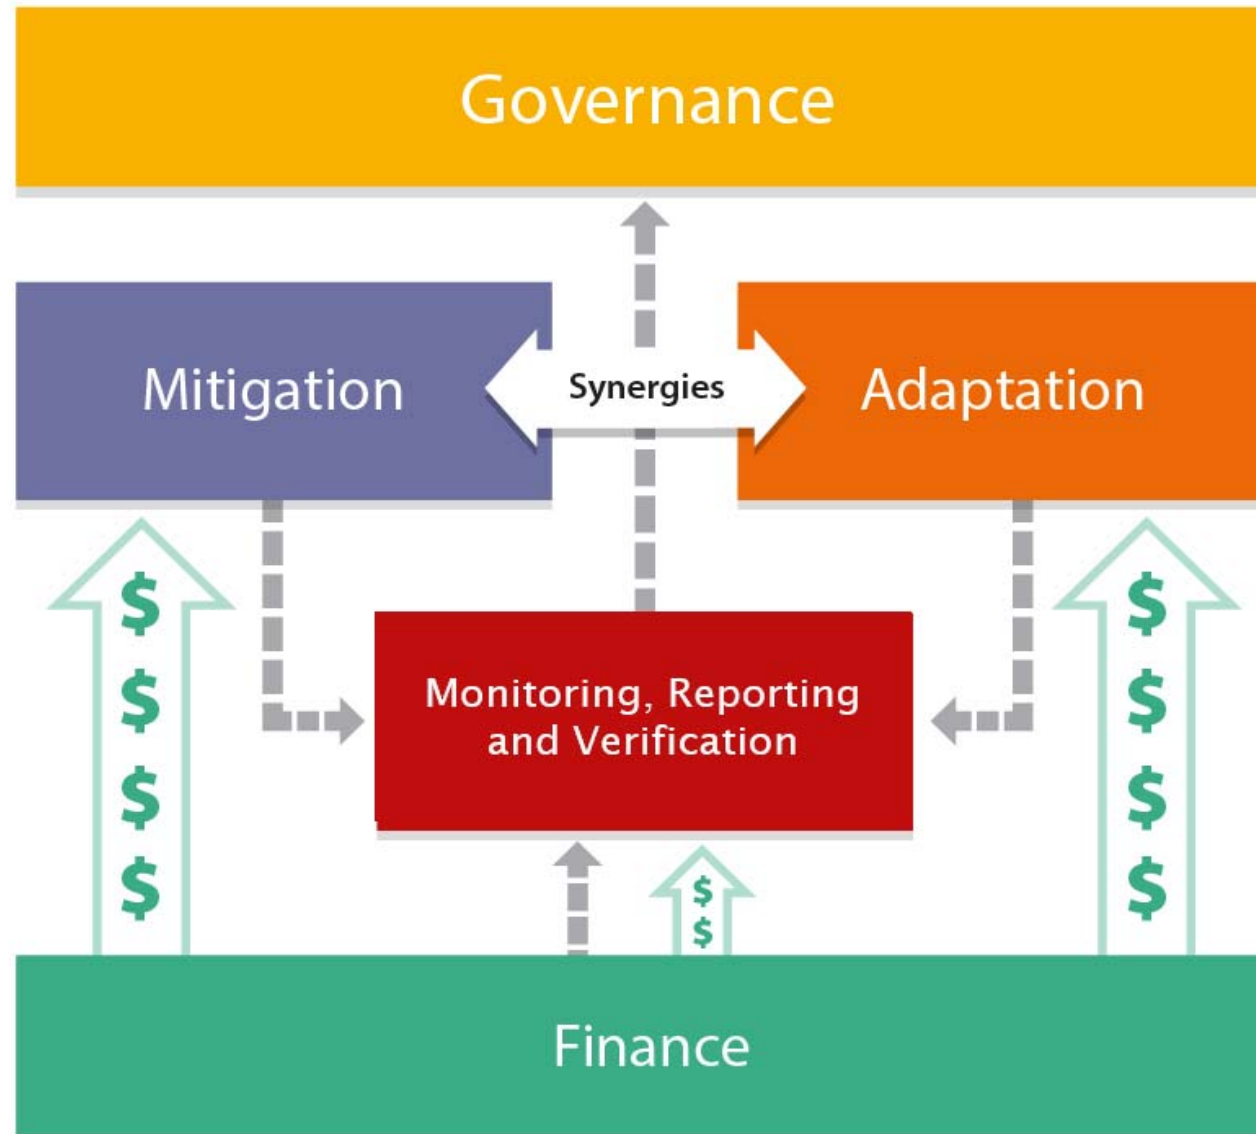 Governance
Mitigation
Synergies
Adaptation
$
$
$
$
Monitoring, Reporting
and Verification
$
$
$
$
$
$
Finance